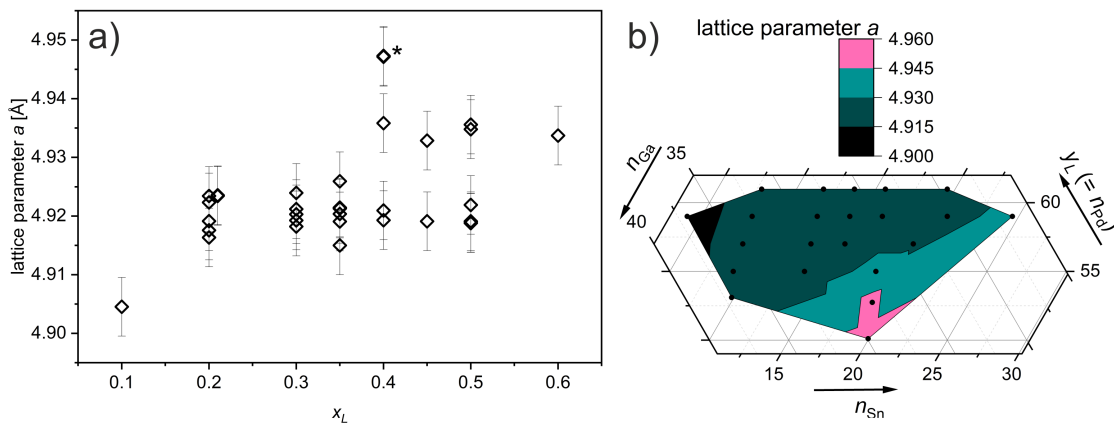 a)
*
4.95
4.94
4.93
4.92
4.91
4.90
lattice parameter a [Å]
0.1 0.2 0.3 0.4 0.5 0.6
x_L
b)
lattice parameter a
4.960
4.945
4.930
4.915
4.900
n_Ga
35
40
y_L (= n_Pd)
60
55
15 20 25 30
n_Sn